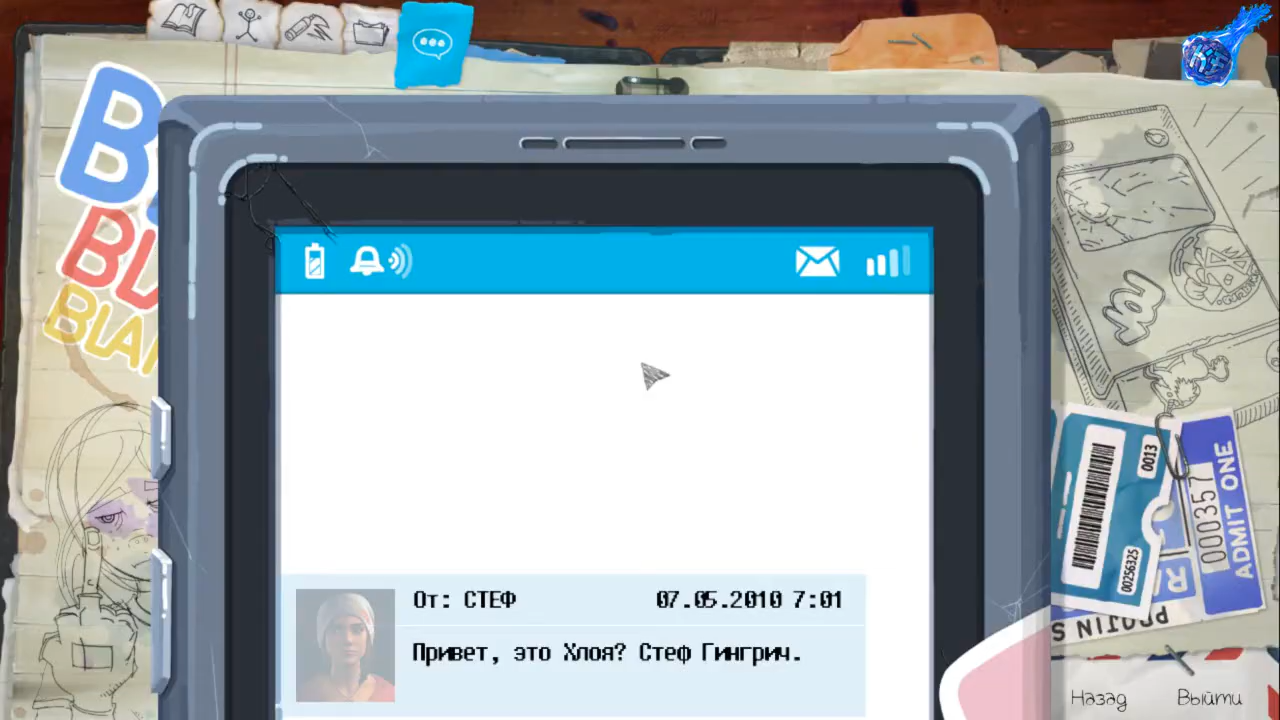 От: СТЕФ 07.05.2010 7:01
Привет, это Хлоя? Стеф Гингрич.
0013
00256325
000357
ADMIT ONE
Назад Выйти